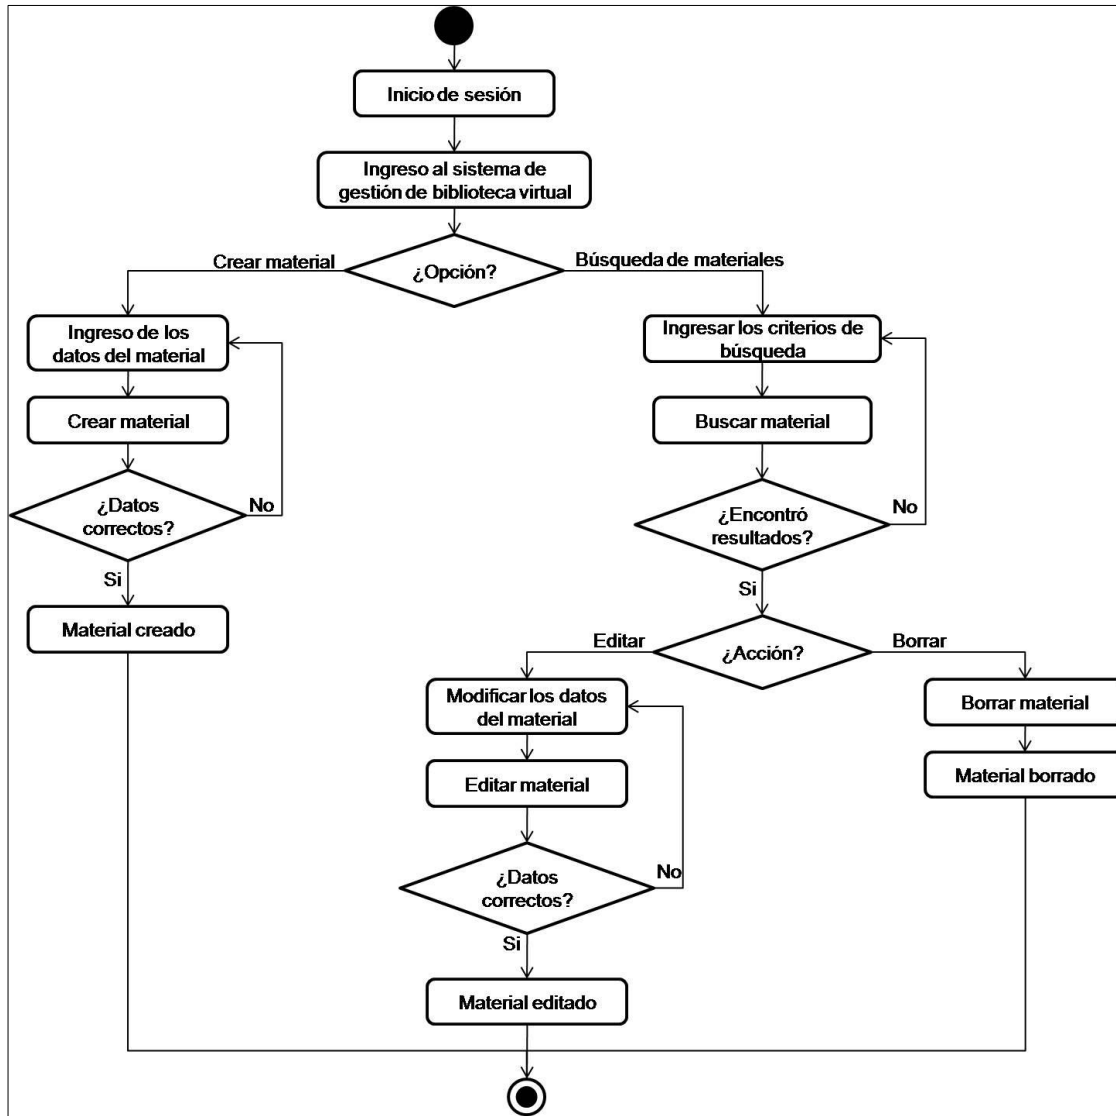 Inicio de sesión
Ingreso al sistema de
gestión de biblioteca virtual
¿Opción?
Crear material
Búsqueda de materiales
Ingreso de los
datos del material
Crear material
¿Datos
correctos?
No
Si
Material creado
Ingresar los criterios de
búsqueda
Buscar material
¿Encontró
resultados?
No
Si
¿Acción?
Editar
Borrar
Modificar los datos
del material
Editar material
¿Datos
correctos?
No
Si
Material editado
Borrar material
Material borrado